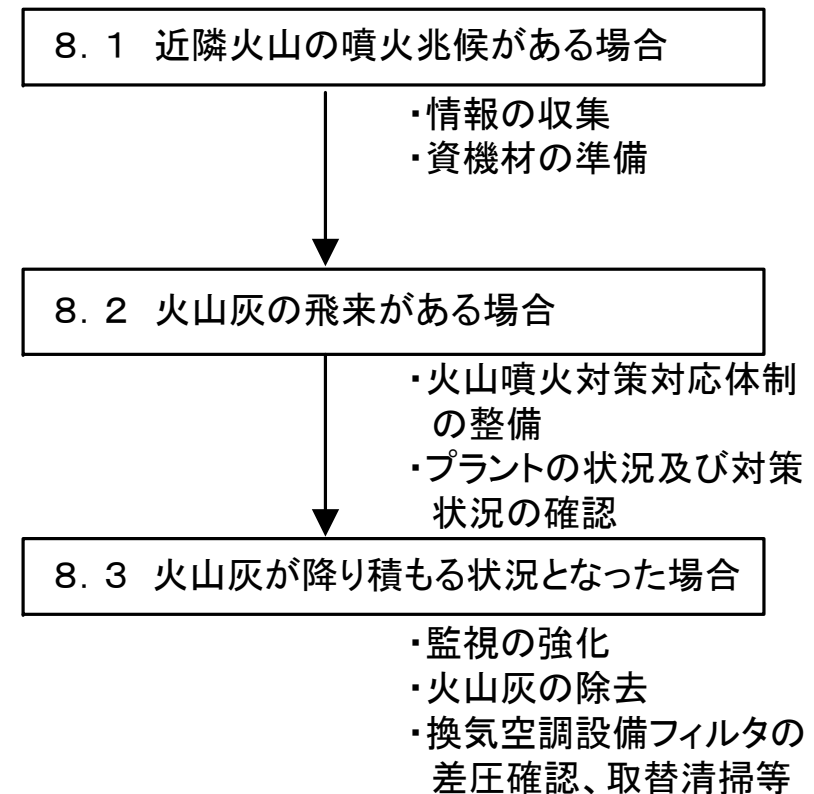 8.1 近隣火山の噴火兆候がある場合
・情報の収集
・資機材の準備
8.2 火山灰の飛来がある場合
・火山噴火対策対応体制
の整備
・プラントの状況及び対策
状況の確認
8.3 火山灰が降り積もる状況となった場合
・監視の強化
・火山灰の除去
・換気空調設備フィルタの
差圧確認、取替清掃等